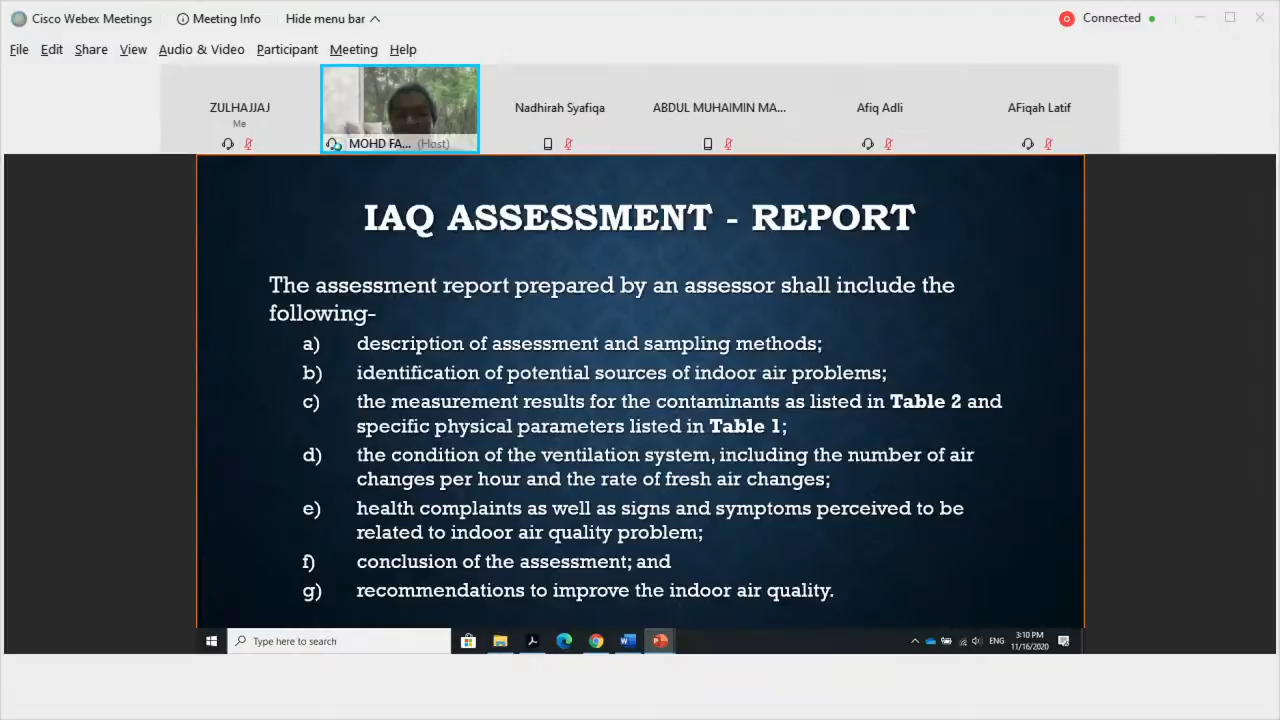 Cisco Webex Meetings
Meeting Info
Hide menu bar
Connected
File Edit Share View Audio & Video Participant Meeting Help
ZULHAJJAJ
Me
MOHD FA... (Host)
Nadhirah Syafiqa
ABDUL MUHAIMIN MA...
Afiq Adli
AFiqah Latif
IAQ ASSESSMENT - REPORT
The assessment report prepared by an assessor shall include the
following-
a) description of assessment and sampling methods;
b) identification of potential sources of indoor air problems;
c) the measurement results for the contaminants as listed in Table 2 and
specific physical parameters listed in Table 1;
d) the condition of the ventilation system, including the number of air
changes per hour and the rate of fresh air changes;
e) health complaints as well as signs and symptoms perceived to be
related to indoor air quality problem;
f) conclusion of the assessment; and
g) recommendations to improve the indoor air quality.
Type here to search
ENG
3:10 PM
11/16/2020